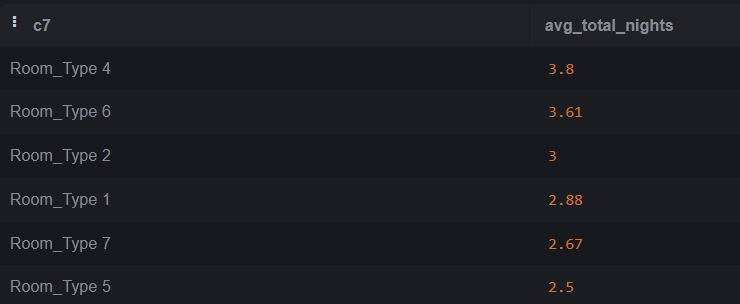 c7 avg_total_nights
Room_Type 4 3.8
Room_Type 6 3.61
Room_Type 2 3
Room_Type 1 2.88
Room_Type 7 2.67
Room_Type 5 2.5